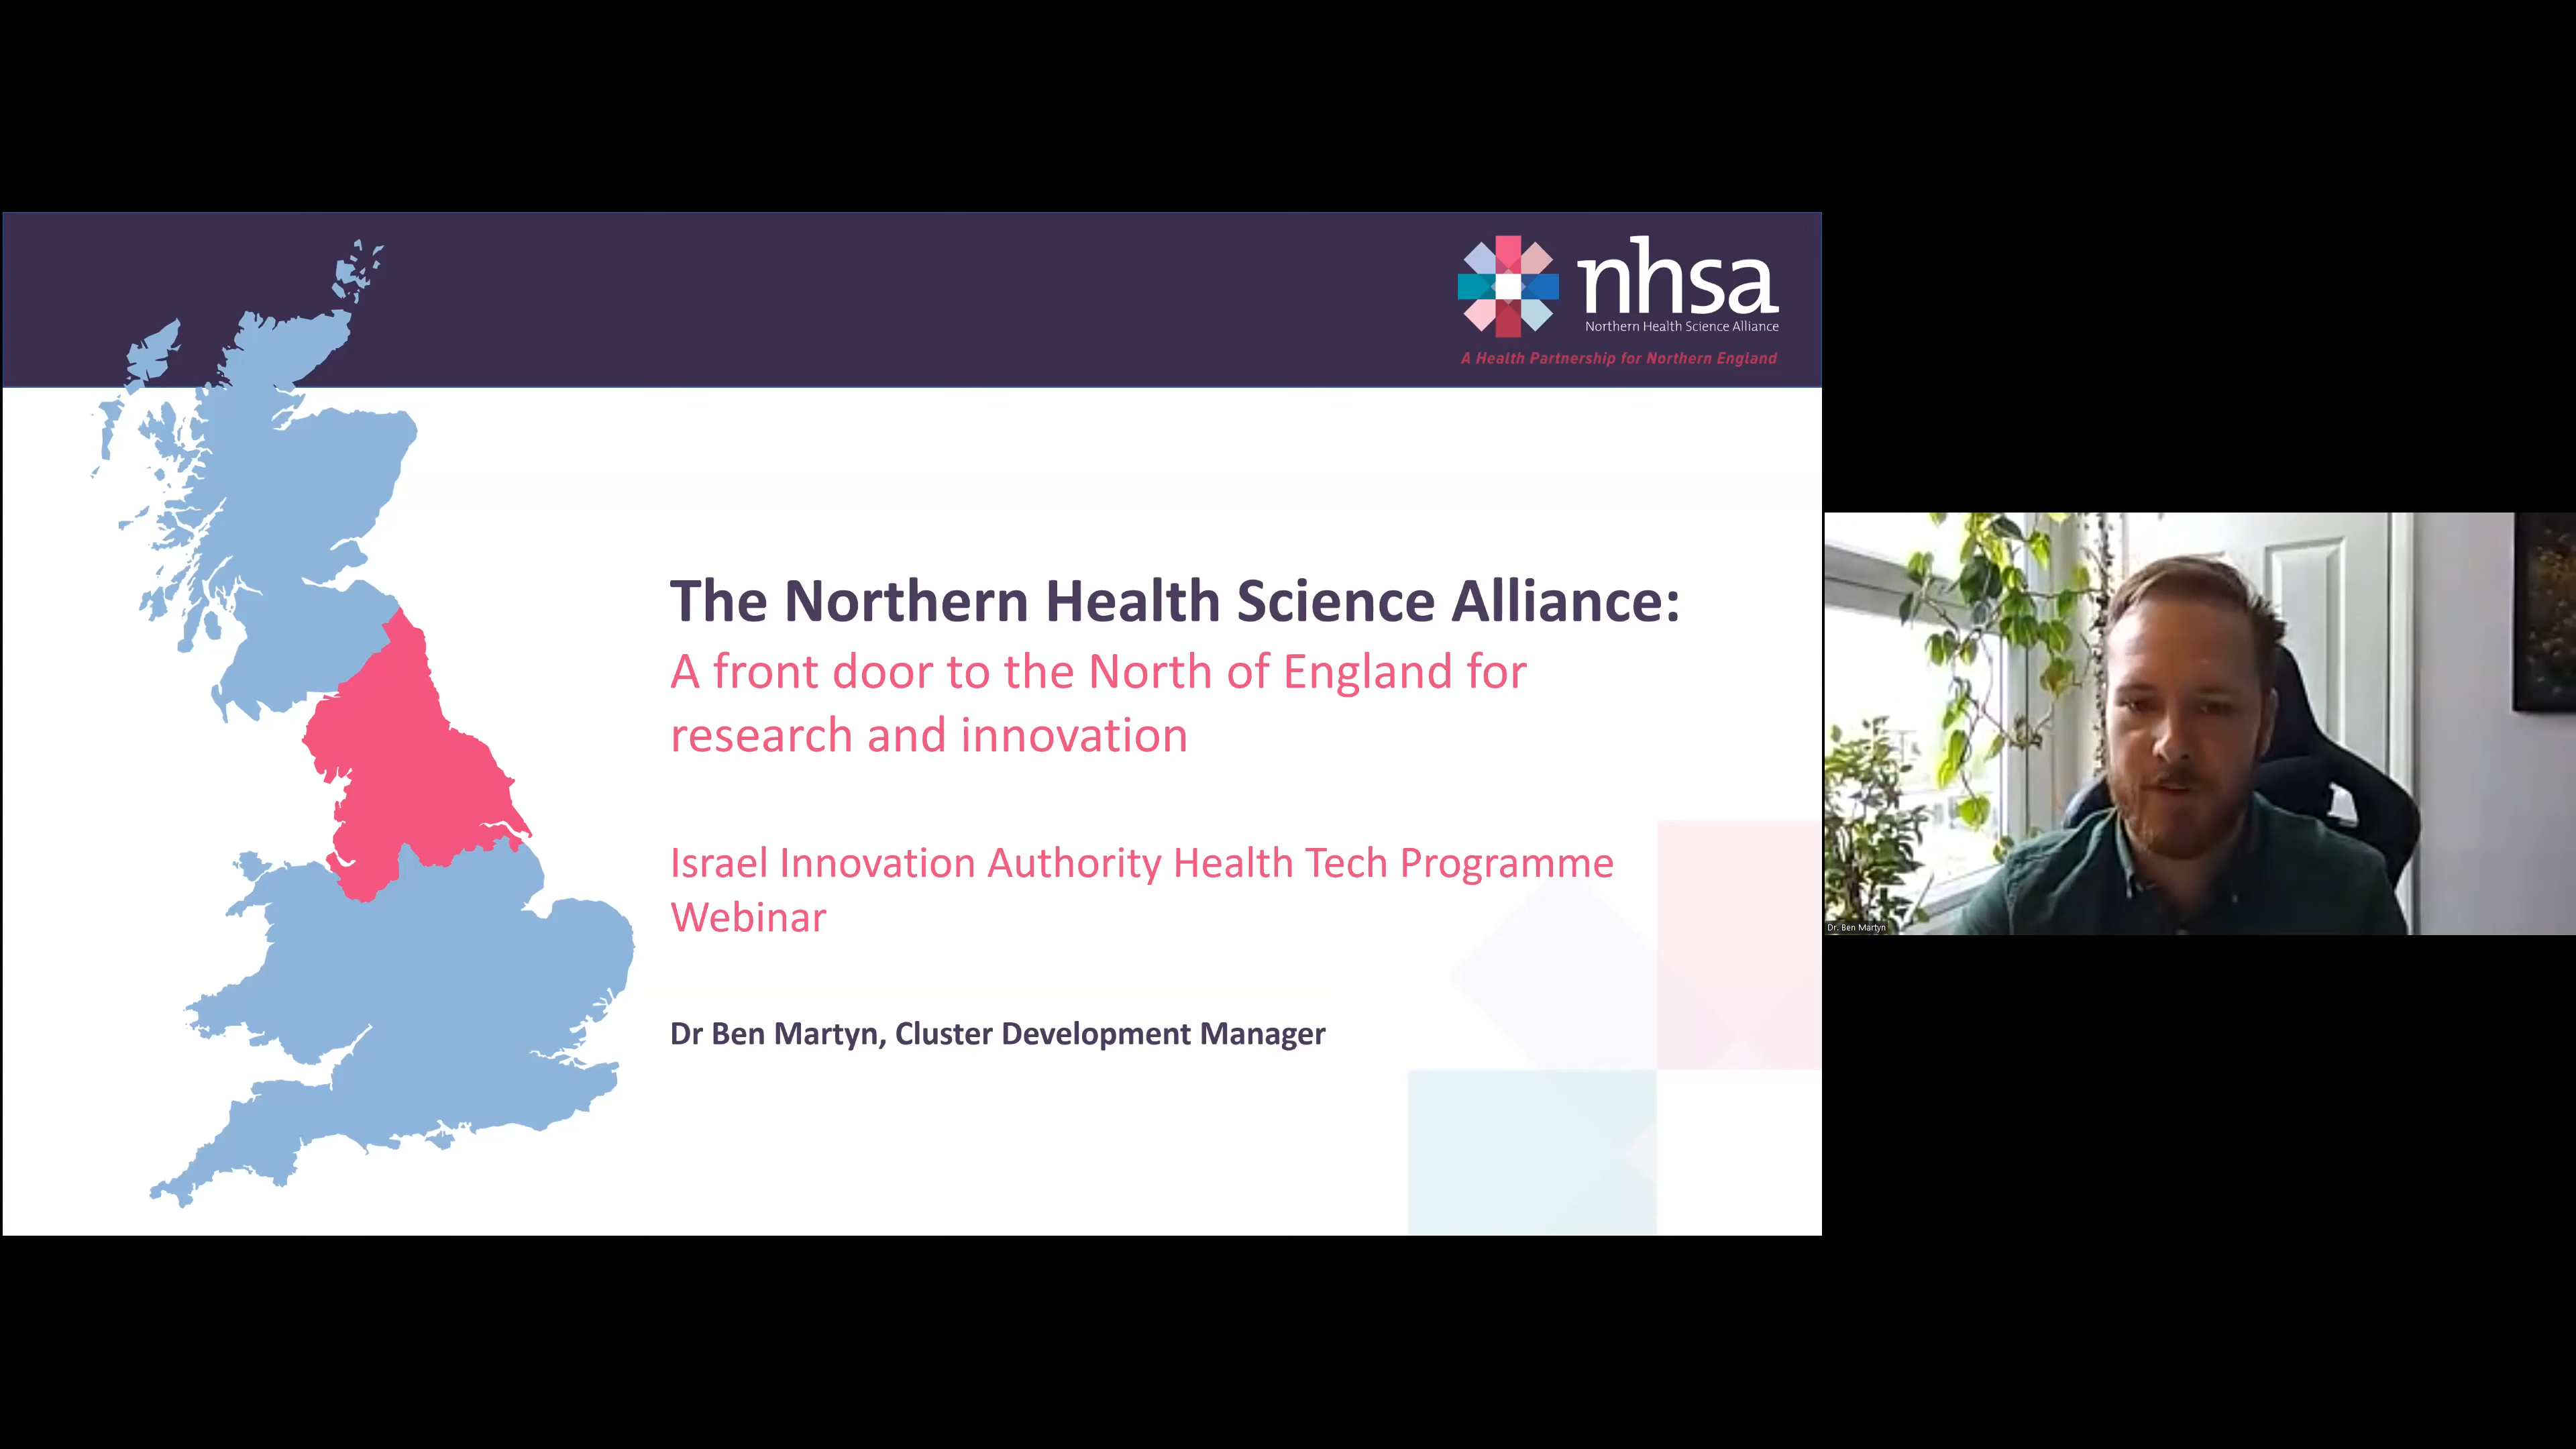 nhsa
Northern Health Science Alliance
A Health Partnership for Northern England
The Northern Health Science Alliance:
A front door to the North of England for
research and innovation
Israel Innovation Authority Health Tech Programme
Webinar
Dr Ben Martyn, Cluster Development Manager
Dr. Ben Martyn